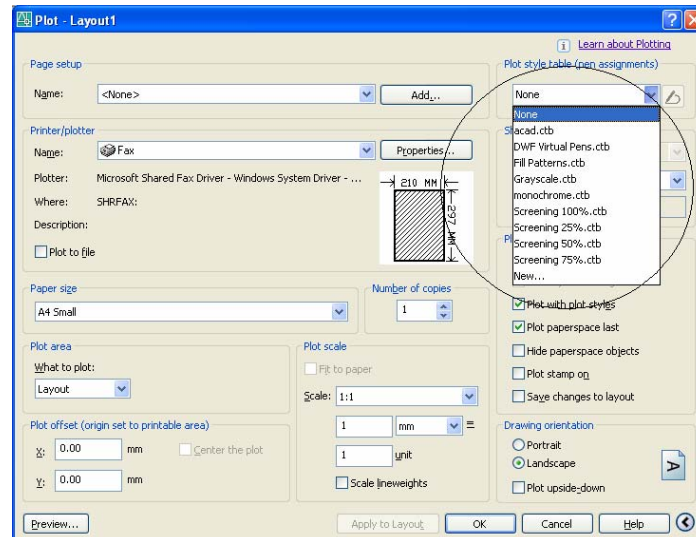 Plot - Layout1
Learn about Plotting
Page setup
Name:
<None>
Add...
Plot style table (pen assignments)
None
None
acad.ctb
DWF Virtual Pens.ctb
Fill Patterns.ctb
Grayscale.ctb
monochrome.ctb
Screening 100%.ctb
Screening 25%.ctb
Screening 50%.ctb
Screening 75%.ctb
New...
Printer/plotter
Name:
Fax
Properties...
Plotter:
Microsoft Shared Fax Driver - Windows System Driver - ...
Where:
SHRFAX:
Description:
Plot to file
210 MM
297 MM
Paper size
A4 Small
Number of copies
1
Plot area
What to plot:
Layout
Plot scale
Fit to paper
Scale:
1:1
1
mm
=
1
unit
Scale lineweights
Plot offset (origin set to printable area)
X:
0.00
mm
Center the plot
Y:
0.00
mm
Plot with plot styles
Plot paperspace last
Hide paperspace objects
Plot stamp on
Save changes to layout
Drawing orientation
Portrait
Landscape
Plot upside-down
A
Preview...
Apply to Layout
OK
Cancel
Help